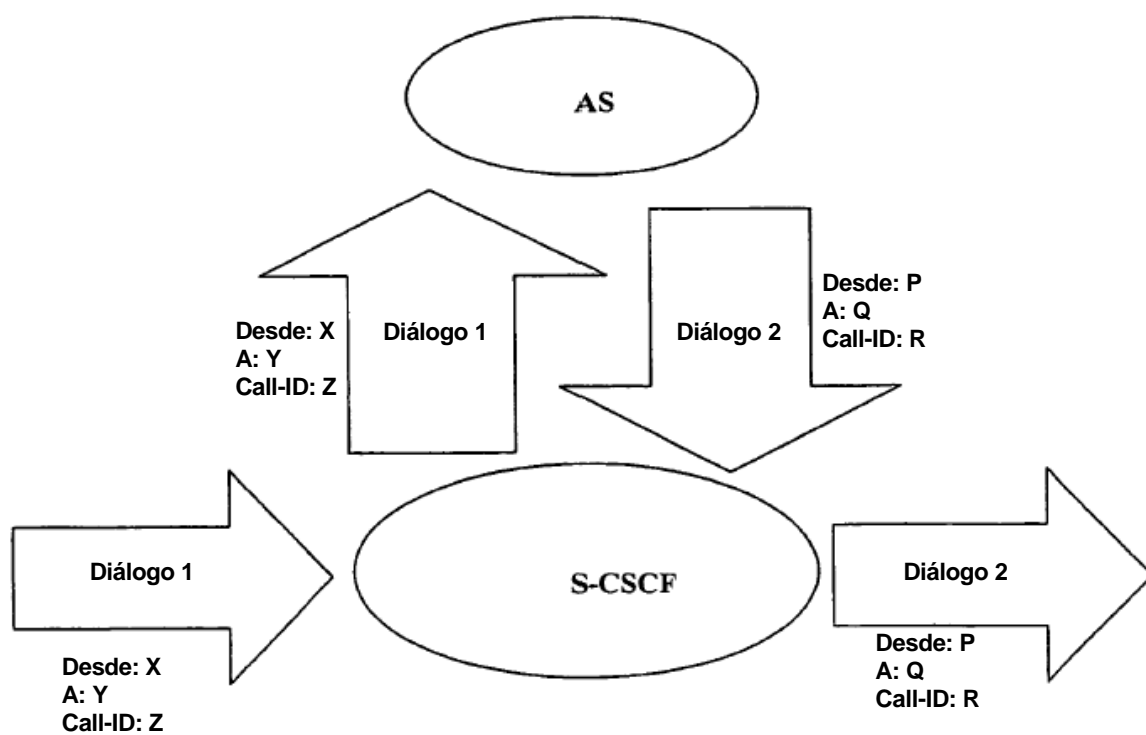 AS
Desde: X
A: Y
Call-ID: Z
Diálogo 1
Diálogo 2
Desde: P
A: Q
Call-ID: R
Diálogo 1
S-CSCF
Diálogo 2
Desde: X
A: Y
Call-ID: Z
Desde: P
A: Q
Call-ID: R